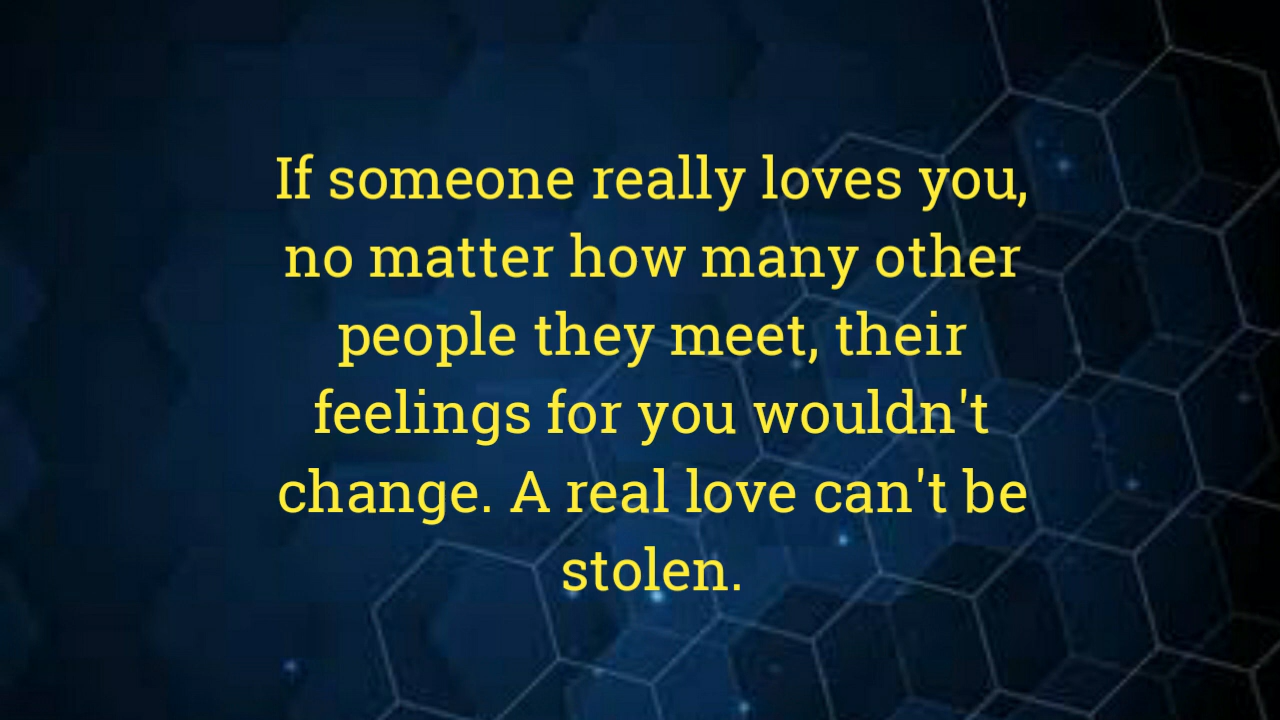 If someone really loves you,
no matter how many other
people they meet, their
feelings for you wouldn't
change. A real love can't be
stolen.